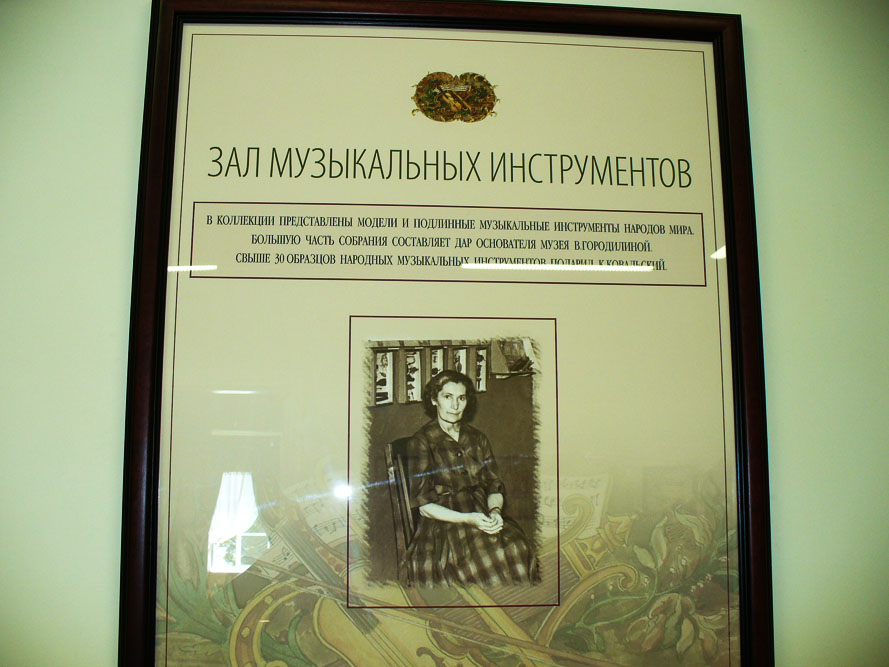 ЗАЛ МУЗЫКАЛЬНЫХ ИНСТРУМЕНТОВ
В КОЛЛЕКЦИИ ПРЕДСТАВЛЕНЫ МОДЕЛИ И ПОДЛИННЫЕ МУЗЫКАЛЬНЫЕ ИНСТРУМЕНТЫ НАРОДОВ МИРА.
БОЛЬШУЮ ЧАСТЬ СОБРАНИЯ СОСТАВЛЯЕТ ДАР ОСНОВАТЕЛЯ МУЗЕЯ В.ГОРОДИЛИНОЙ.
СВЫШЕ 30 ОБРАЗЦОВ НАРОДНЫХ МУЗЫКАЛЬНЫХ ИНСТРУМЕНТОВ ПОДАРИЛ К.КОВАЛЬСКИЙ.